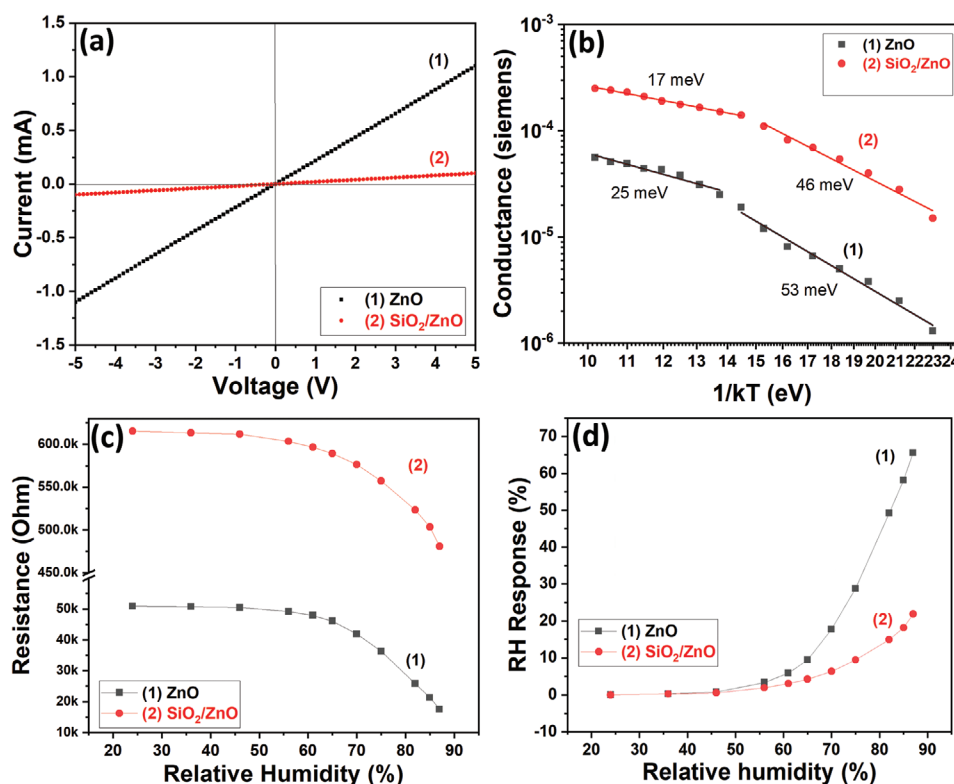 (a)
(1)
(2)
1.5
1.0
0.5
0.0
-0.5
-1.0
-1.5
Current (mA)
(1) ZnO
(2) SiO₂/ZnO
-5 -4 -3 -2 -1 0 1 2 3 4 5
Voltage (V)
(b)
(1) ZnO
(2) SiO₂/ZnO
17 meV
(2)
46 meV
25 meV
(1)
53 meV
10⁻³
10⁻⁴
10⁻⁵
10⁻⁶
Conductance (siemens)
10 11 12 13 14 15 16 17 18 19 20 21 22 23 24
1/kT (eV)
(c)
(2)
(1)
600.0k
550.0k
500.0k
450.0k
50k
40k
30k
20k
10k
Resistance (Ohm)
(1) ZnO
(2) SiO₂/ZnO
20 30 40 50 60 70 80 90
Relative Humidity (%)
(d)
(1)
(2)
70
60
50
40
30
20
10
0
-10
RH Response (%)
(1) ZnO
(2) SiO₂/ZnO
20 30 40 50 60 70 80 90
Relative humidity (%)